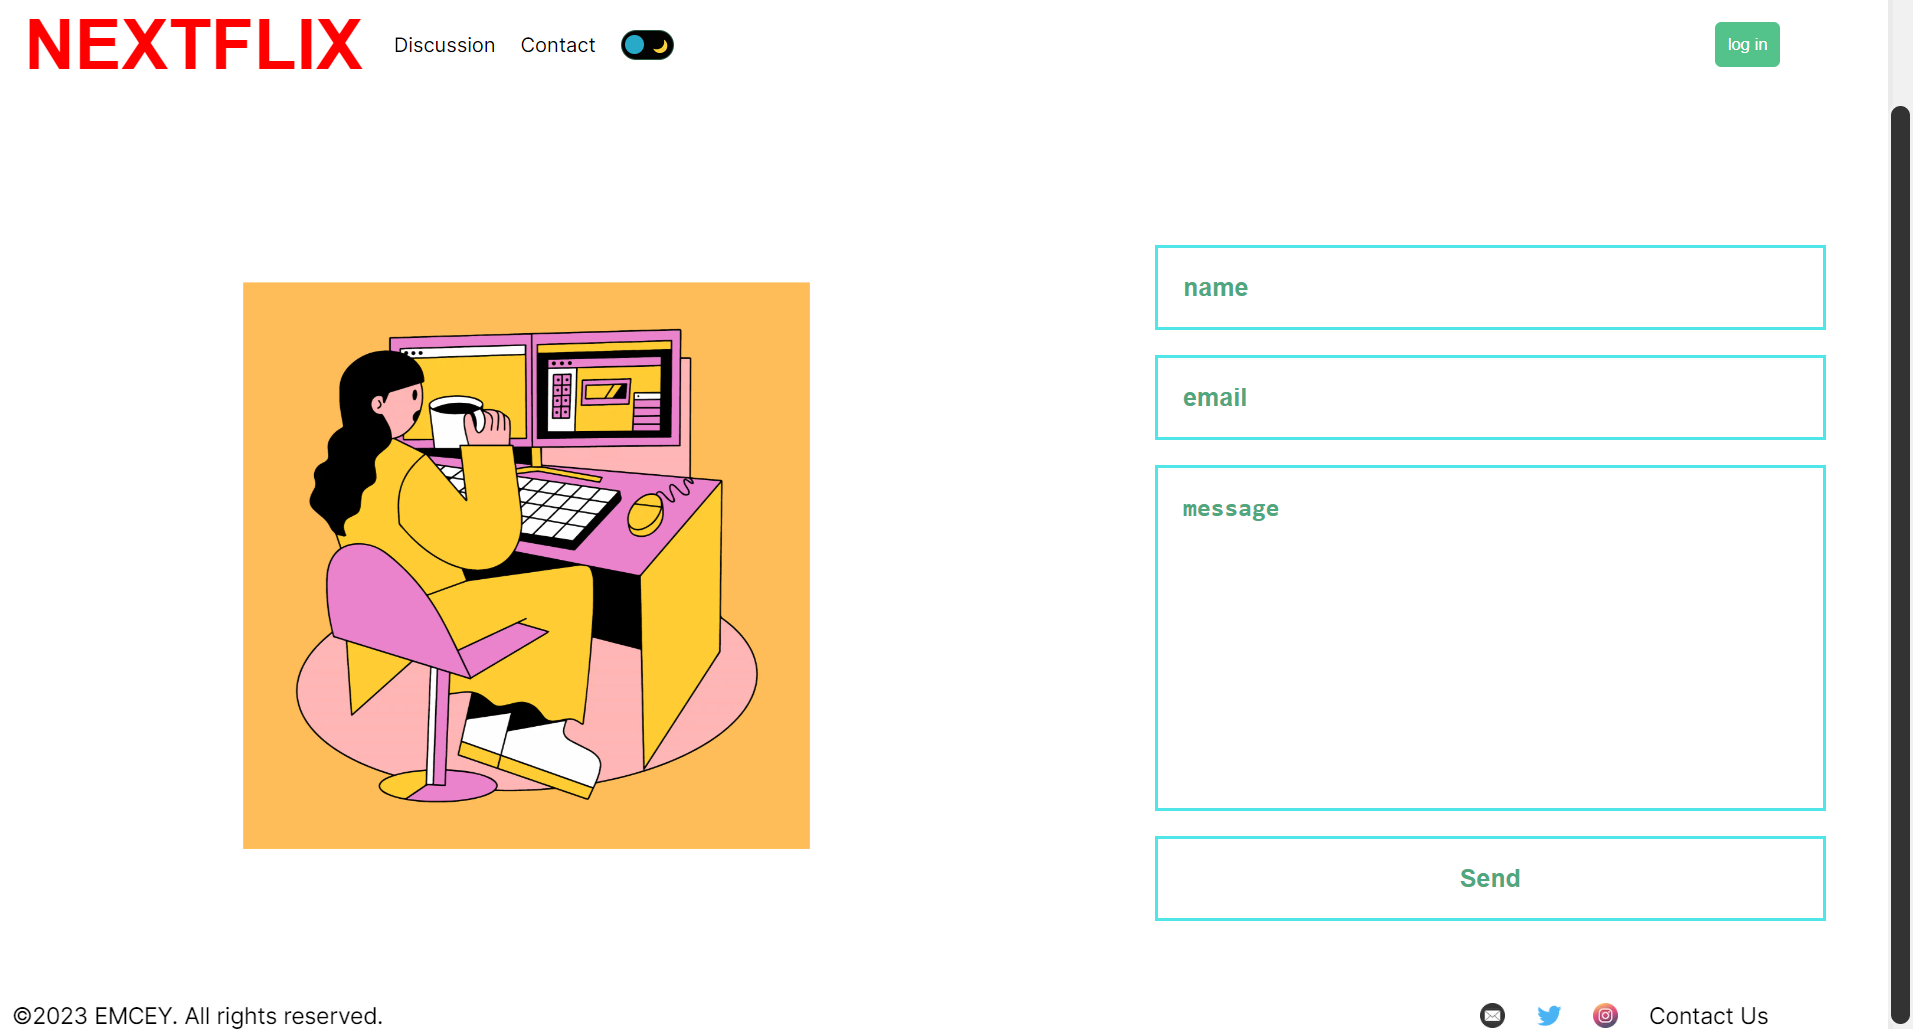 NEXTFLIX
Discussion Contact
log in
name
email
message
Send
©2023 EMCEY. All rights reserved.
Contact Us